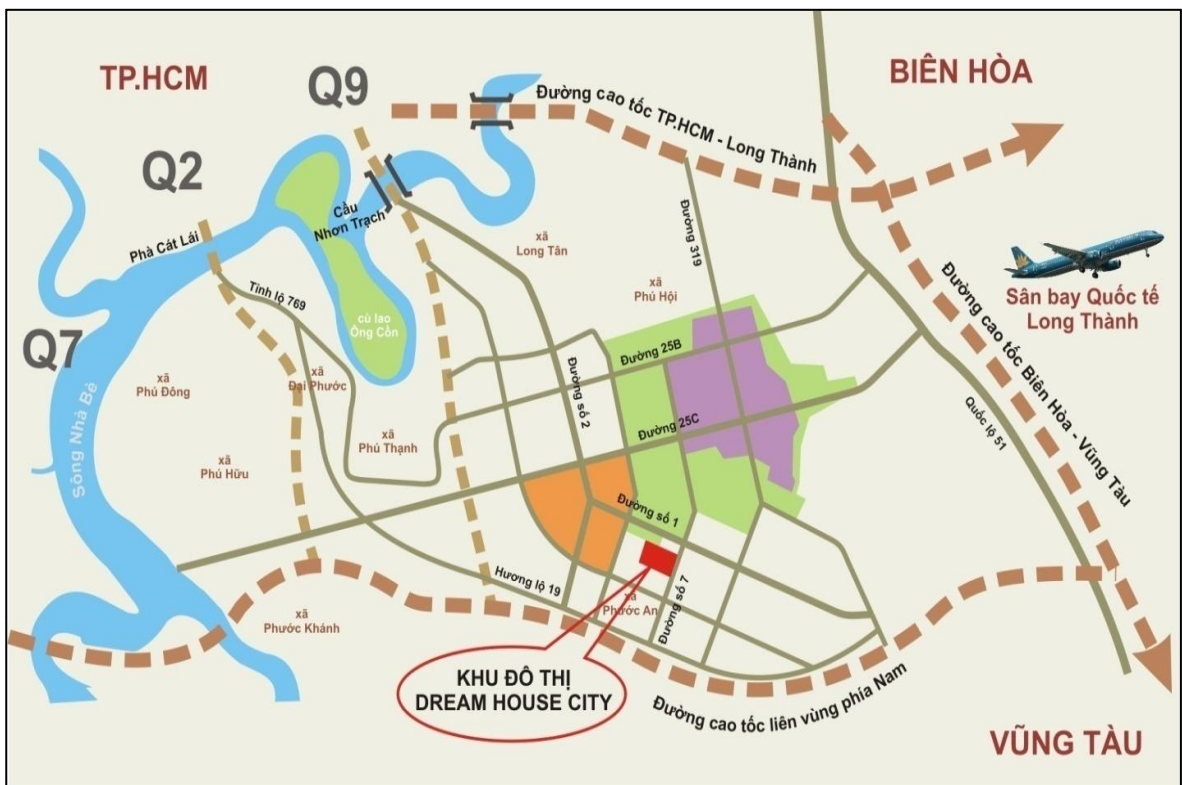 TP.HCM
Q9
BIÊN HÒA
Đường cao tốc TP.HCM - Long Thành
Q2
Cầu
Nhơn Trạch
Phà Cát Lái
xã
Long Tân
Đường 319
xã
Phú Hội
Sân bay Quốc tế
Long Thành
Tỉnh lộ 769
cù lao
Ông Cồn
Q7
Đường 25B
Đường cao tốc Biên Hòa - Vũng Tàu
xã
Phú Đông
xã
Đại Phước
Đường số 2
Quốc lộ 51
Sông Nhà Bè
xã
Phú Thạnh
Đường 25C
xã
Phú Hữu
Đường số 1
Hương lộ 19
xã
Phước An
Đường số 7
xã
Phước Khánh
KHU ĐÔ THỊ
DREAM HOUSE CITY
Đường cao tốc liên vùng phía Nam
VŨNG TÀU